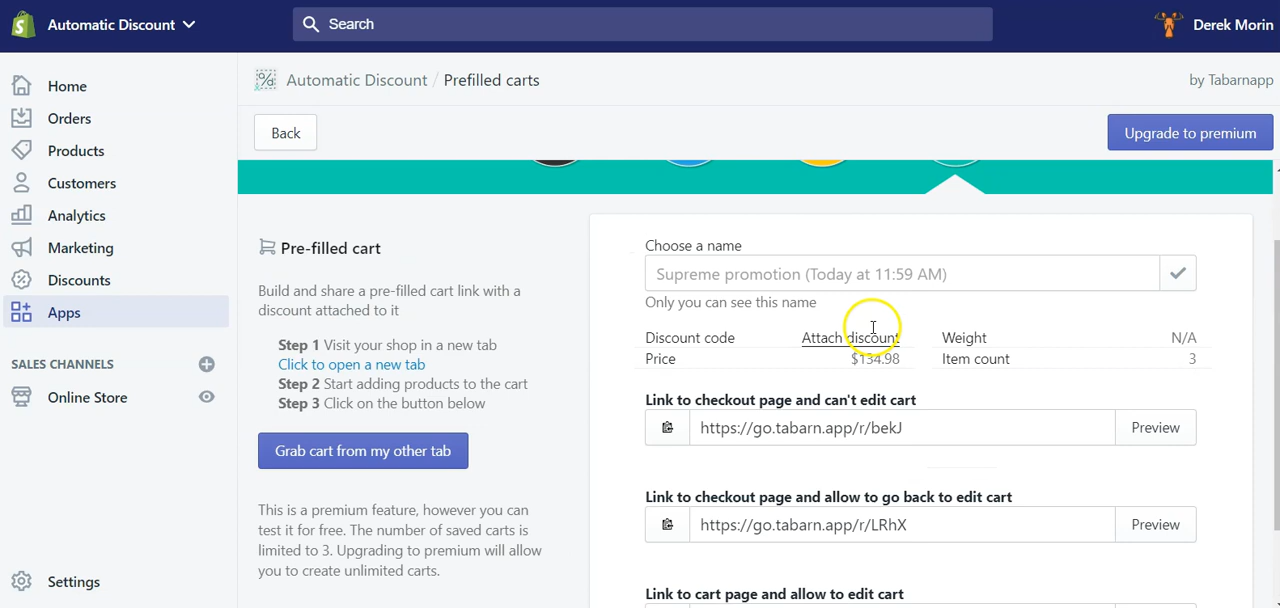 Automatic Discount
Search
Derek Morin
Home
Orders
Products
Customers
Analytics
Marketing
Discounts
Apps
SALES CHANNELS
Online Store
Settings
Automatic Discount / Prefilled carts
by Tabarnapp
Back
Upgrade to premium
Pre-filled cart
Build and share a pre-filled cart link with a
discount attached to it
Step 1 Visit your shop in a new tab
Click to open a new tab
Step 2 Start adding products to the cart
Step 3 Click on the button below
Grab cart from my other tab
This is a premium feature, however you can
test it for free. The number of saved carts is
limited to 3. Upgrading to premium will allow
you to create unlimited carts.
Choose a name
Supreme promotion (Today at 11:59 AM)
Only you can see this name
Discount code Attach discount Weight N/A
Price $134.98 Item count 3
Link to checkout page and can't edit cart
https://go.tabarn.app/r/bekJ Preview
Link to checkout page and allow to go back to edit cart
https://go.tabarn.app/r/LRhX Preview
Link to cart page and allow to edit cart